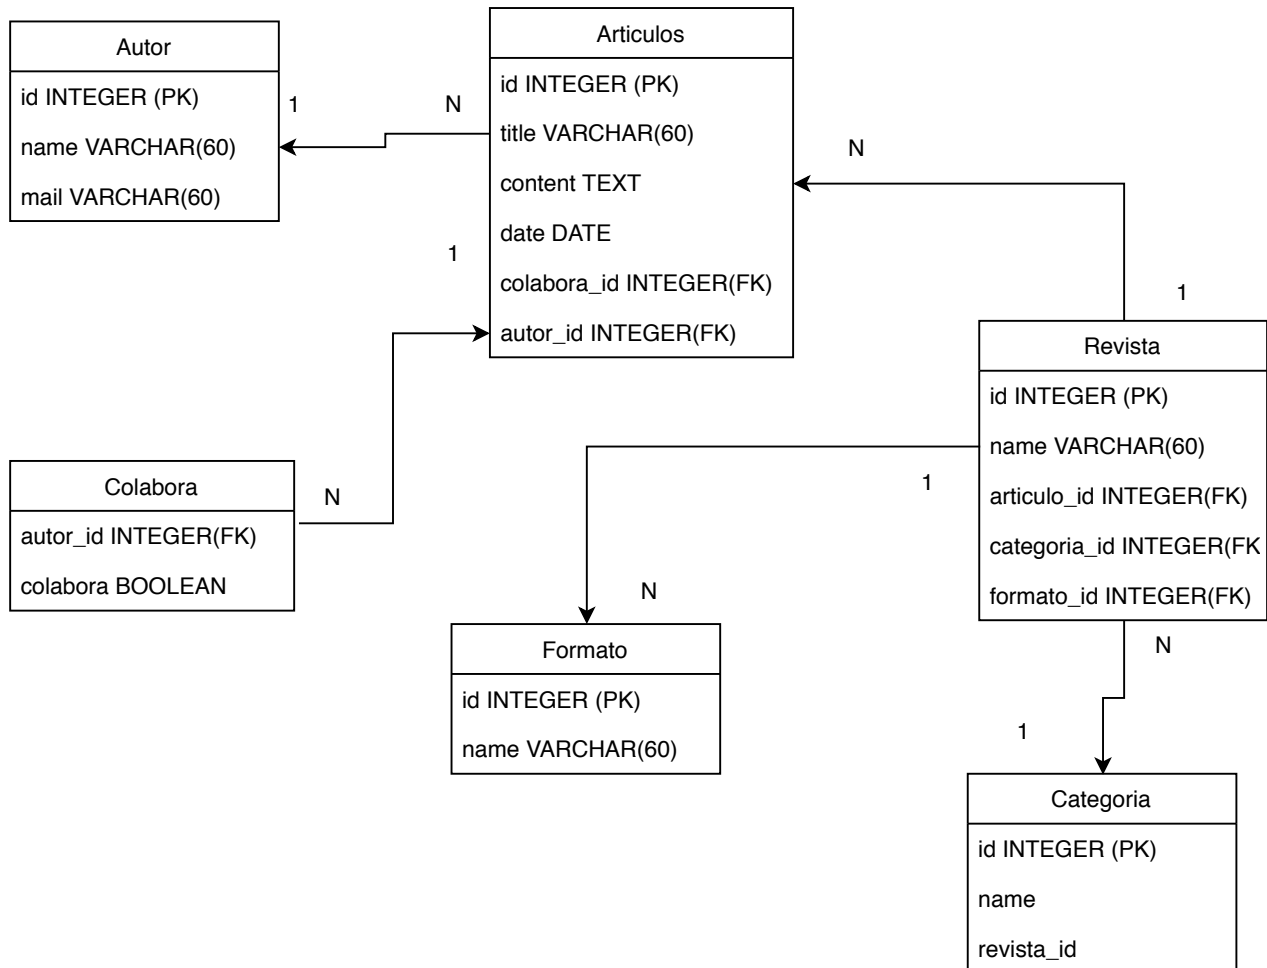 Autor
id INTEGER (PK)
name VARCHAR(60)
mail VARCHAR(60)
1
N
Articulos
id INTEGER (PK)
title VARCHAR(60)
content TEXT
date DATE
colabora_id INTEGER(FK)
autor_id INTEGER(FK)
1
N
1
Revista
id INTEGER (PK)
name VARCHAR(60)
articulo_id INTEGER(FK)
categoria_id INTEGER(FK
formato_id INTEGER(FK)
Colabora
autor_id INTEGER(FK)
colabora BOOLEAN
N
1
N
Formato
id INTEGER (PK)
name VARCHAR(60)
N
1
Categoria
id INTEGER (PK)
name
revista_id